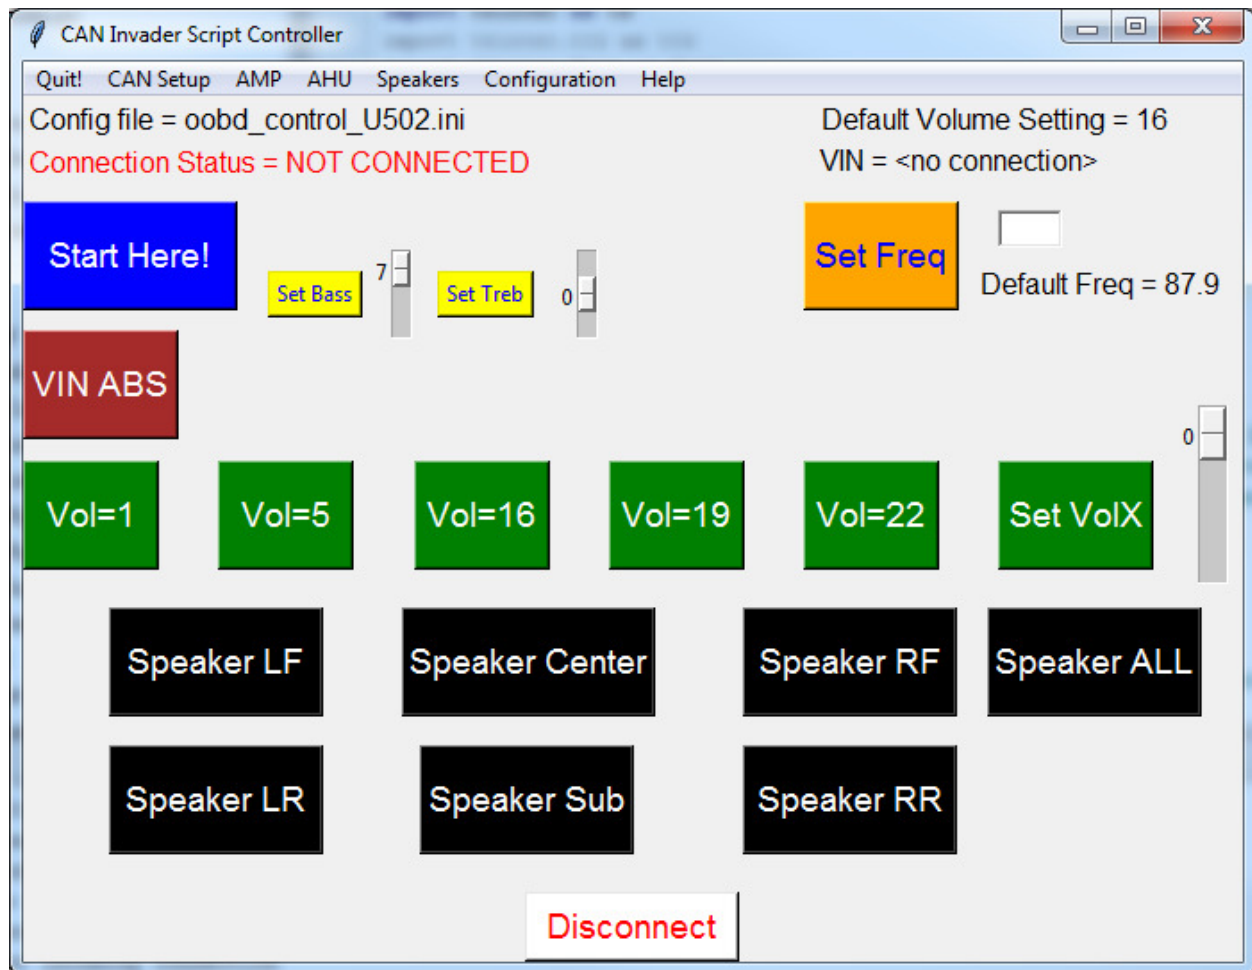 CAN Invader Script Controller
Quit! CAN Setup AMP AHU Speakers Configuration Help
Config file = oobd_control_U502.ini
Default Volume Setting = 16
Connection Status = NOT CONNECTED
VIN = <no connection>
Start Here!
Set Bass
7
Set Treb
0
Set Freq
Default Freq = 87.9
VIN ABS
0
Vol=1
Vol=5
Vol=16
Vol=19
Vol=22
Set VolX
Speaker LF
Speaker Center
Speaker RF
Speaker ALL
Speaker LR
Speaker Sub
Speaker RR
Disconnect